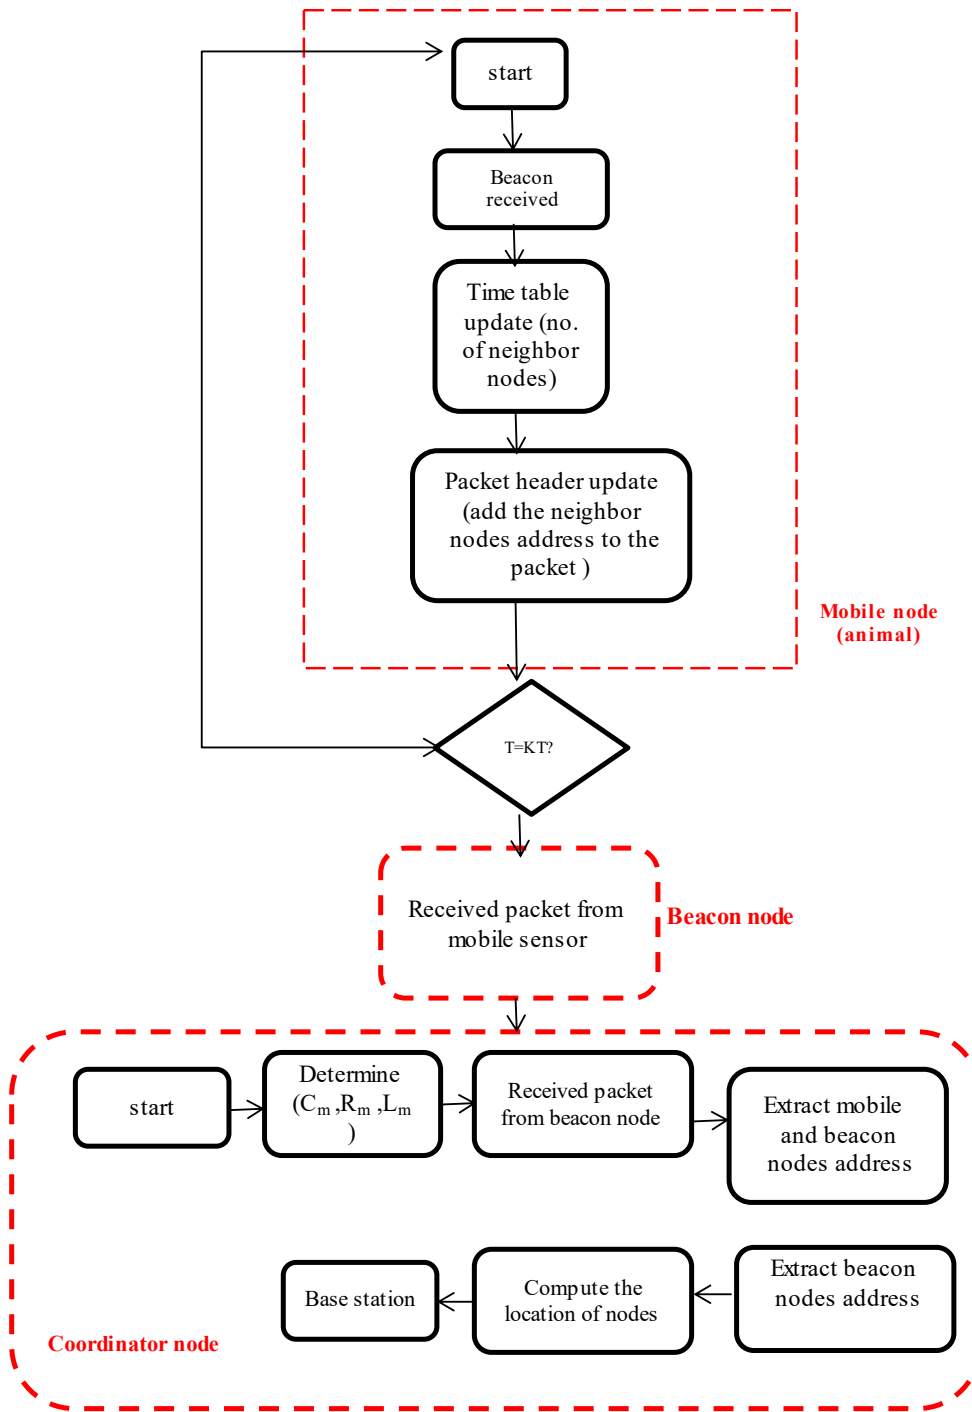 start
Beacon
received
Time table
update (no.
of neighbor
nodes)
Packet header update
(add the neighbor
nodes address to the
packet )
Mobile node
(animal)
T=KT?
Received packet from
mobile sensor
Beacon node
start
Determine
(Cm ,Rm ,Lm
)
Received packet
from beacon node
Extract mobile
and beacon
nodes address
Extract beacon
nodes address
Compute the
location of nodes
Base station
Coordinator node